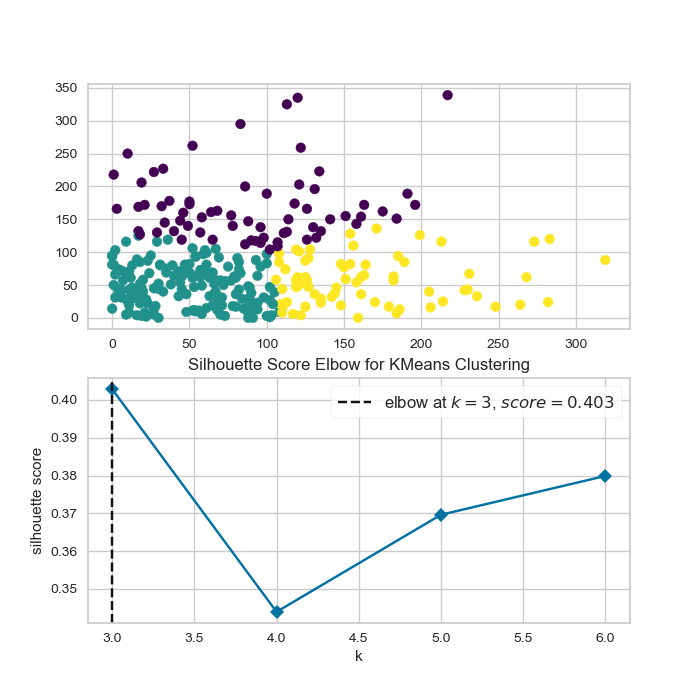 350
300
250
200
150
100
50
0
0 50 100 150 200 250 300
Silhouette Score Elbow for KMeans Clustering
elbow at k = 3, score = 0.403
0.40
0.39
0.38
0.37
0.36
0.35
silhouette score
3.0 3.5 4.0 4.5 5.0 5.5 6.0
k